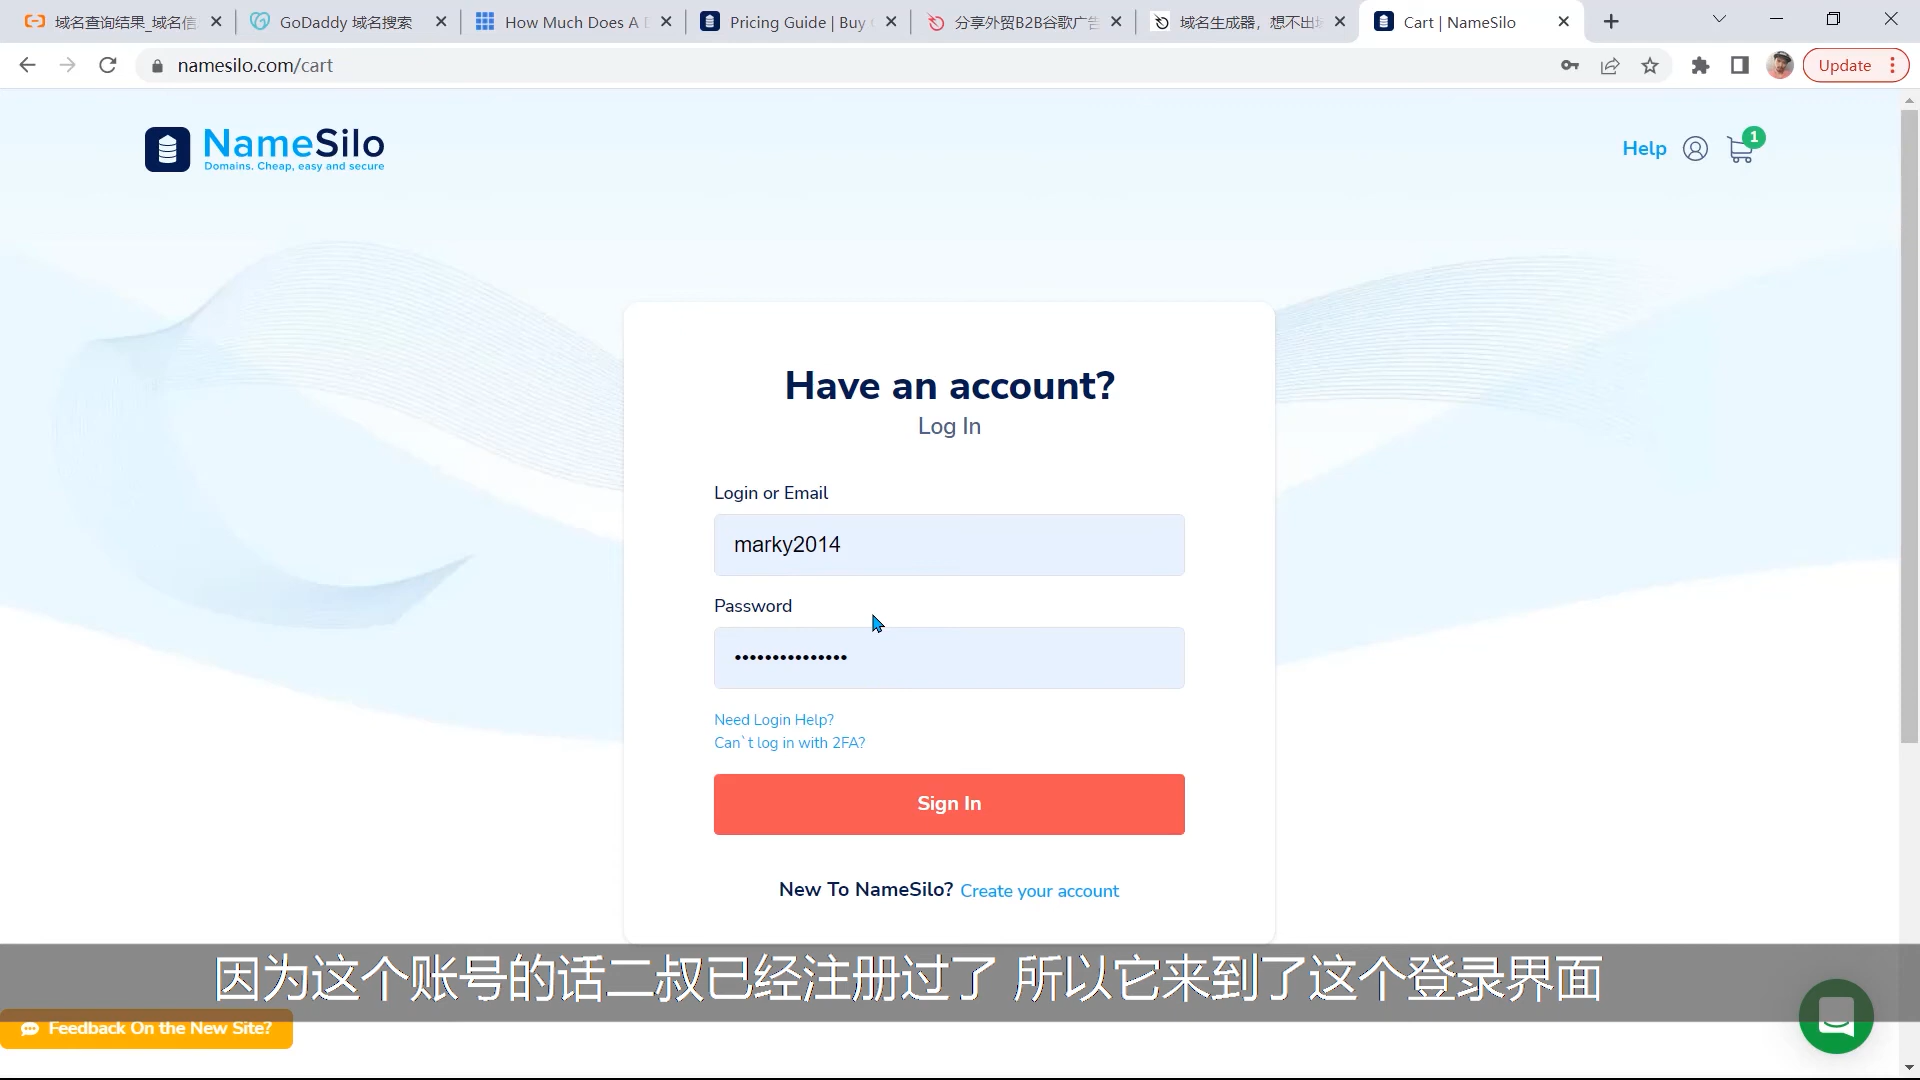 域名查询结果_域名信
GoDaddy 域名搜索
How Much Does A D
Pricing Guide | Buy
分享外贸B2B谷歌广告
域名生成器，想不出
Cart | NameSilo
namesilo.com/cart
Update
NameSilo
Domains. Cheap, easy and secure
Help
1
Have an account?
Log In
Login or Email
marky2014
Password
•••••••••••••••
Need Login Help?
Can`t log in with 2FA?
Sign In
New To NameSilo? Create your account
因为这个账号的话二叔已经注册过了 所以它来到了这个登录界面
Feedback On the New Site?